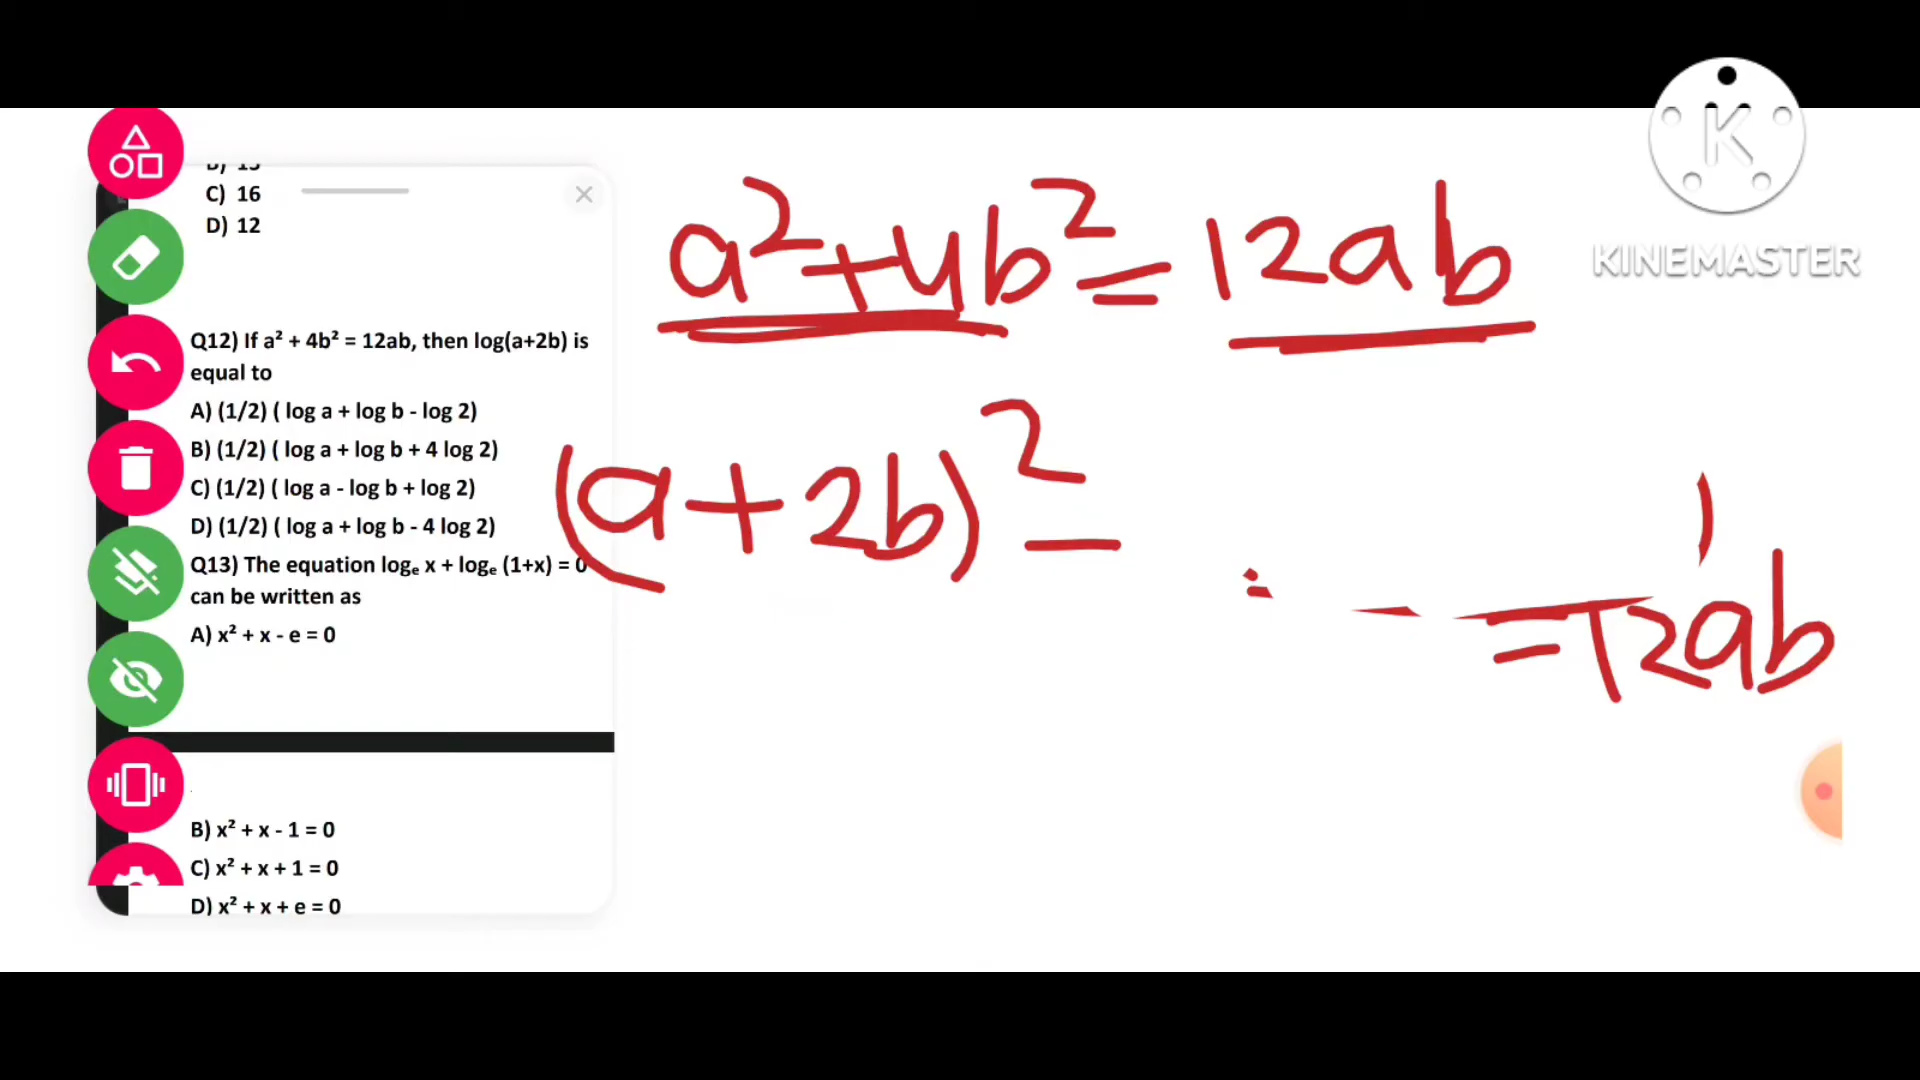 C) 16
D) 12
Q12) If a² + 4b² = 12ab, then log(a+2b) is
equal to
A) (1/2) ( log a + log b - log 2)
B) (1/2) ( log a + log b + 4 log 2)
C) (1/2) ( log a - log b + log 2)
D) (1/2) ( log a + log b - 4 log 2)
Q13) The equation logₑ x + logₑ (1+x) = 0
can be written as
A) x² + x - e = 0
B) x² + x - 1 = 0
C) x² + x + 1 = 0
D) x² + x + e = 0
a²+4b²=12ab
(a+2b)²
=12ab
K
KINEMASTER